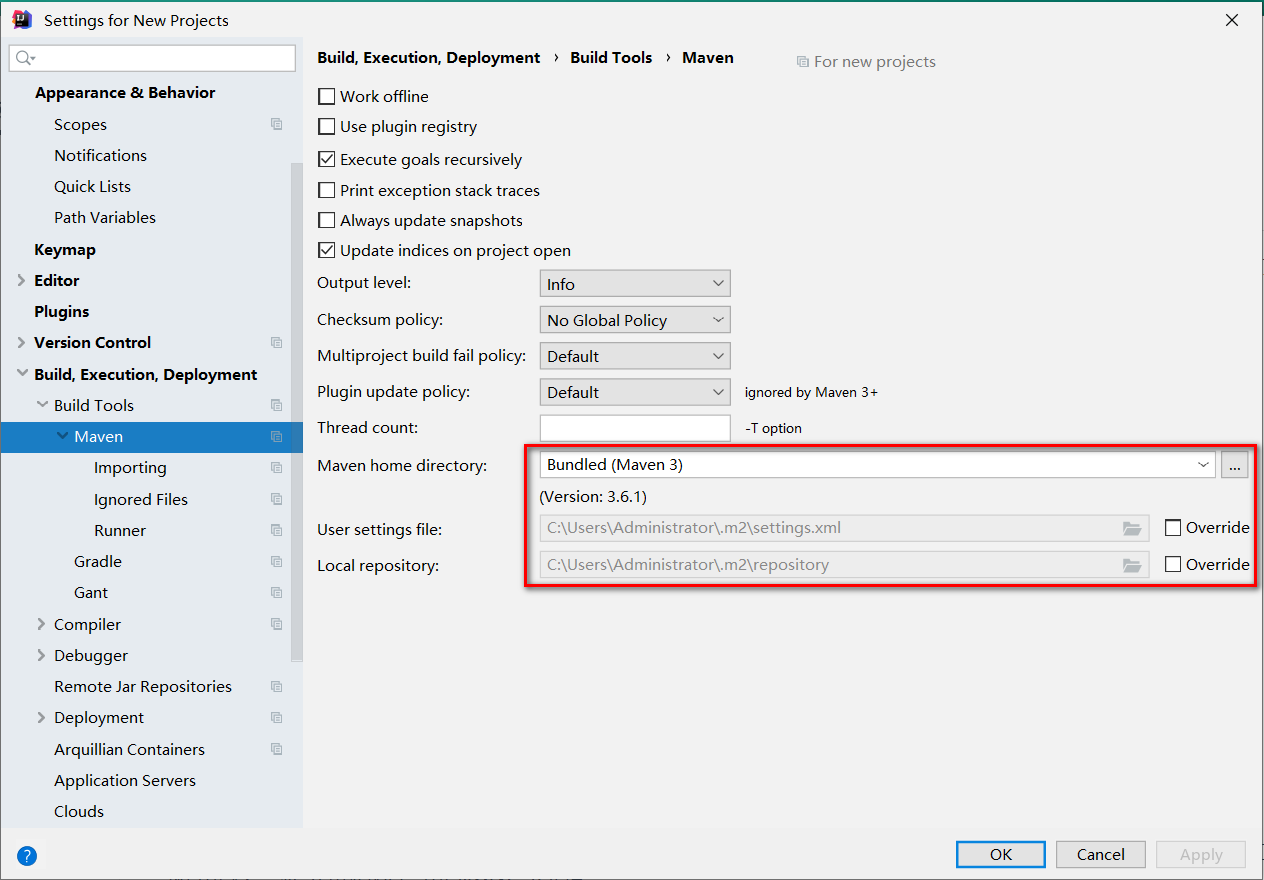 Settings for New Projects
Appearance & Behavior
Scopes
Notifications
Quick Lists
Path Variables
Keymap
Editor
Plugins
Version Control
Build, Execution, Deployment
Build Tools
Maven
Importing
Ignored Files
Runner
Gradle
Gant
Compiler
Debugger
Remote Jar Repositories
Deployment
Arquillian Containers
Application Servers
Clouds
Build, Execution, Deployment › Build Tools › Maven For new projects
Work offline
Use plugin registry
Execute goals recursively
Print exception stack traces
Always update snapshots
Update indices on project open
Output level: Info
Checksum policy: No Global Policy
Multiproject build fail policy: Default
Plugin update policy: Default ignored by Maven 3+
Thread count: -T option
Maven home directory: Bundled (Maven 3) ...
(Version: 3.6.1)
User settings file: C:\Users\Administrator\.m2\settings.xml Override
Local repository: C:\Users\Administrator\.m2\repository Override
? OK Cancel Apply